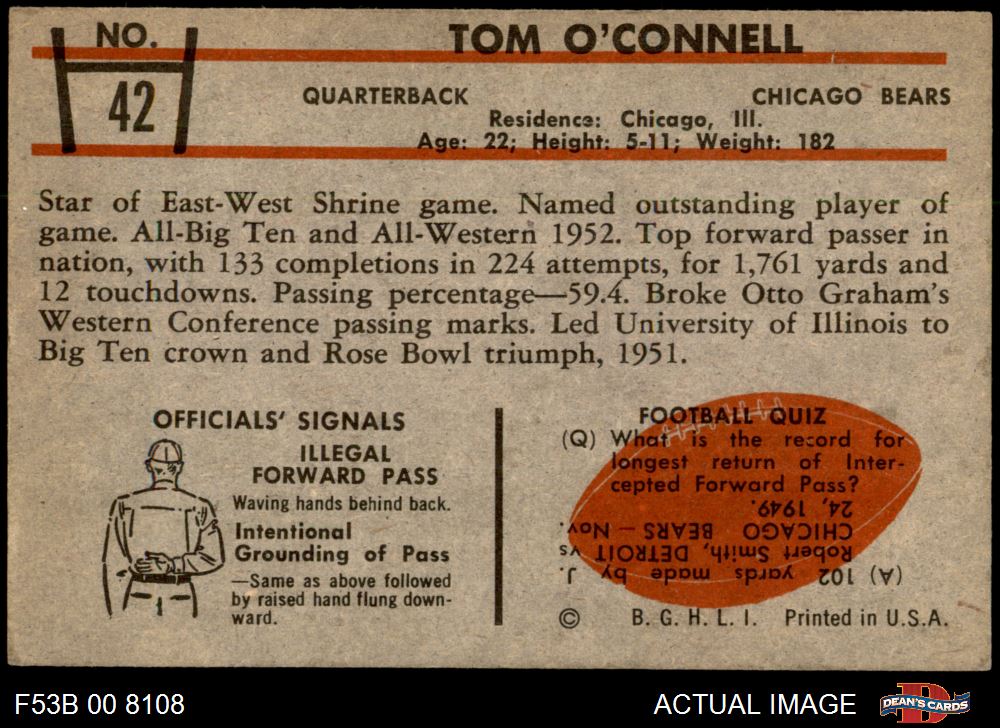 NO.
42
TOM O'CONNELL
QUARTERBACK CHICAGO BEARS
Residence: Chicago, Ill.
Age: 22; Height: 5-11; Weight: 182
Star of East-West Shrine game. Named outstanding player of
game. All-Big Ten and All-Western 1952. Top forward passer in
nation, with 133 completions in 224 attempts, for 1,761 yards and
12 touchdowns. Passing percentage—59.4. Broke Otto Graham's
Western Conference passing marks. Led University of Illinois to
Big Ten crown and Rose Bowl triumph, 1951.
OFFICIALS' SIGNALS
ILLEGAL
FORWARD PASS
Waving hands behind back.
Intentional
Grounding of Pass
—Same as above followed
by raised hand flung down-
ward.
FOOTBALL QUIZ
(Q) What is the record for
longest return of Inter-
cepted Forward Pass?
(A) 102 yards made by J.
Robert Smith, DETROIT vs
CHICAGO BEARS — Nov.
24, 1949.
© B. G. H. L. I. Printed in U.S.A.
F53B 00 8108
ACTUAL IMAGE
D
DEAN'S CARDS